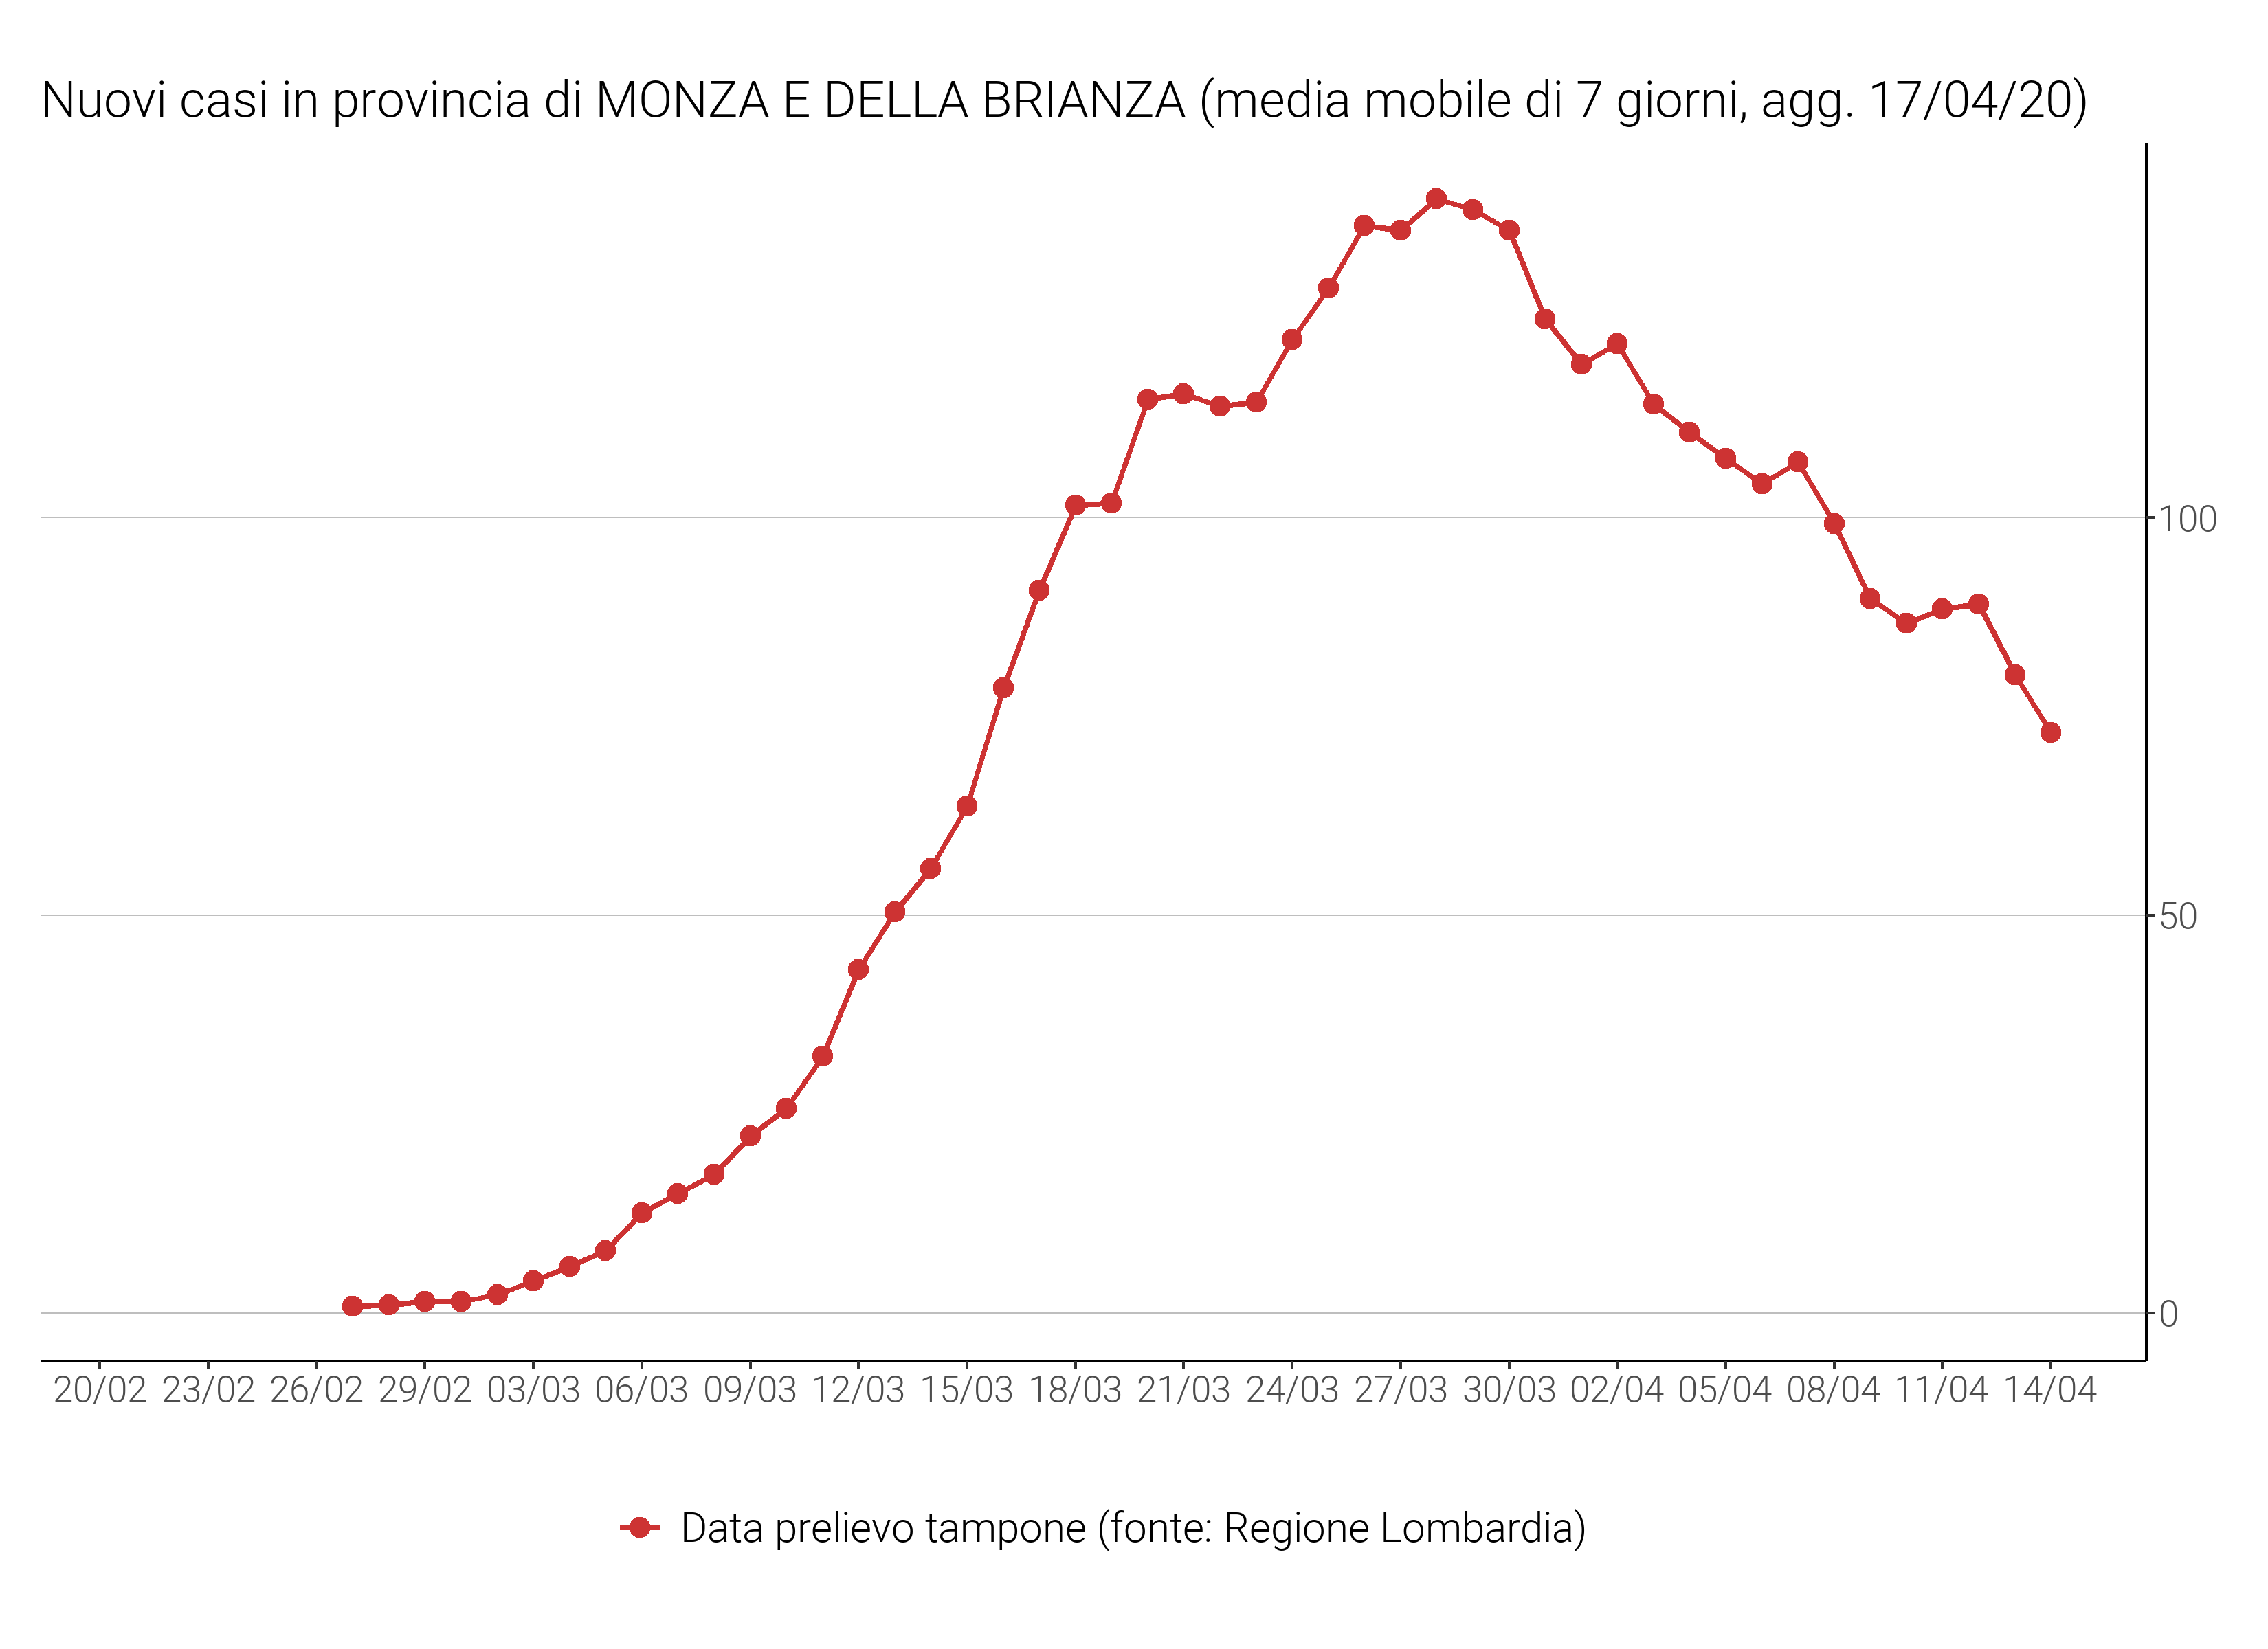 Nuovi casi in provincia di MONZA E DELLA BRIANZA (media mobile di 7 giorni, agg. 17/04/20)
100
50
0
20/02 23/02 26/02 29/02 03/03 06/03 09/03 12/03 15/03 18/03 21/03 24/03 27/03 30/03 02/04 05/04 08/04 11/04 14/04
Data prelievo tampone (fonte: Regione Lombardia)